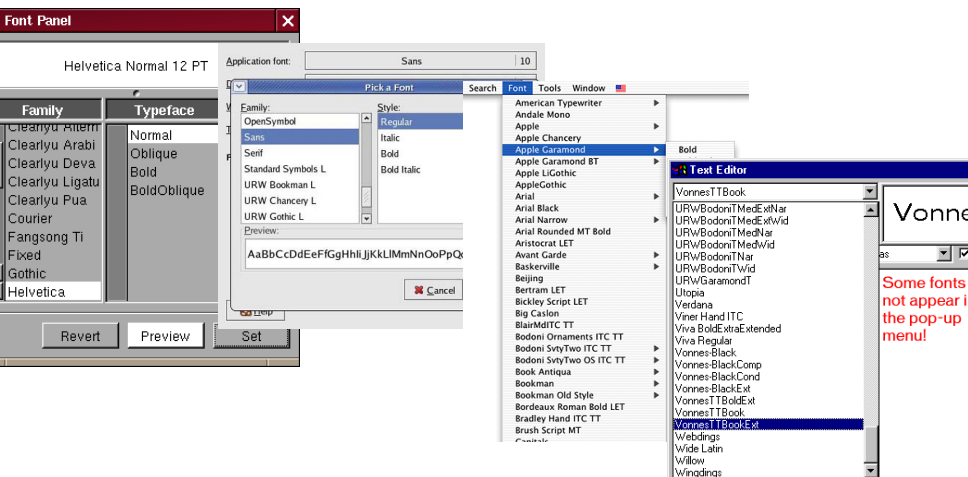 Font Panel
Helvetica Normal 12 PT
Family
Typeface
Clearlyu Arabi
Clearlyu Deva
Clearlyu Ligatu
Clearlyu Pua
Courier
Fangsong Ti
Fixed
Gothic
Helvetica
Normal
Oblique
Bold
BoldOblique
Revert
Preview
Set
Application font:
Sans
10
Pick a Font
Family:
Style:
OpenSymbol
Sans
Serif
Standard Symbols L
URW Bookman L
URW Chancery L
URW Gothic L
Regular
Italic
Bold
Bold Italic
Preview:
AaBbCcDdEeFfGgHhIiJjKkLlMmNnOoPpQ
Cancel
Help
Search Font Tools Window
American Typewriter
Andale Mono
Apple
Apple Chancery
Apple Garamond
Apple Garamond BT
Apple LiGothic
AppleGothic
Arial
Arial Black
Arial Narrow
Arial Rounded MT Bold
Aristocrat LET
Avant Garde
Baskerville
Beijing
Bertram LET
Bickley Script LET
Big Caslon
BlairMdITC TT
Bodoni Ornaments ITC TT
Bodoni SvtyTwo ITC TT
Bodoni SvtyTwo OS ITC TT
Book Antiqua
Bookman
Bookman Old Style
Bordeaux Roman Bold LET
Bradley Hand ITC TT
Brush Script MT
Capitals
Bold
Text Editor
VonnesTTBook
URWBodoniTMedExtNar
URWBodoniTMedExtWid
URWBodoniTMedNar
URWBodoniTMedWid
URWBodoniTNar
URWBodoniTWid
URWGaramondT
Utopia
Verdana
Viner Hand ITC
Viva BoldExtraExtended
Viva Regular
Vonnes-Black
Vonnes-BlackComp
Vonnes-BlackCond
Vonnes-BlackExt
VonnesTTBoldExt
VonnesTTBook
VonnesTTBookExt
Webdings
Wide Latin
Willow
Wingdings
Vonne
as
Some fonts
not appear i
the pop-up
menu!